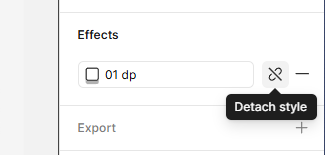 Effects
01 dp
Detach style
Export